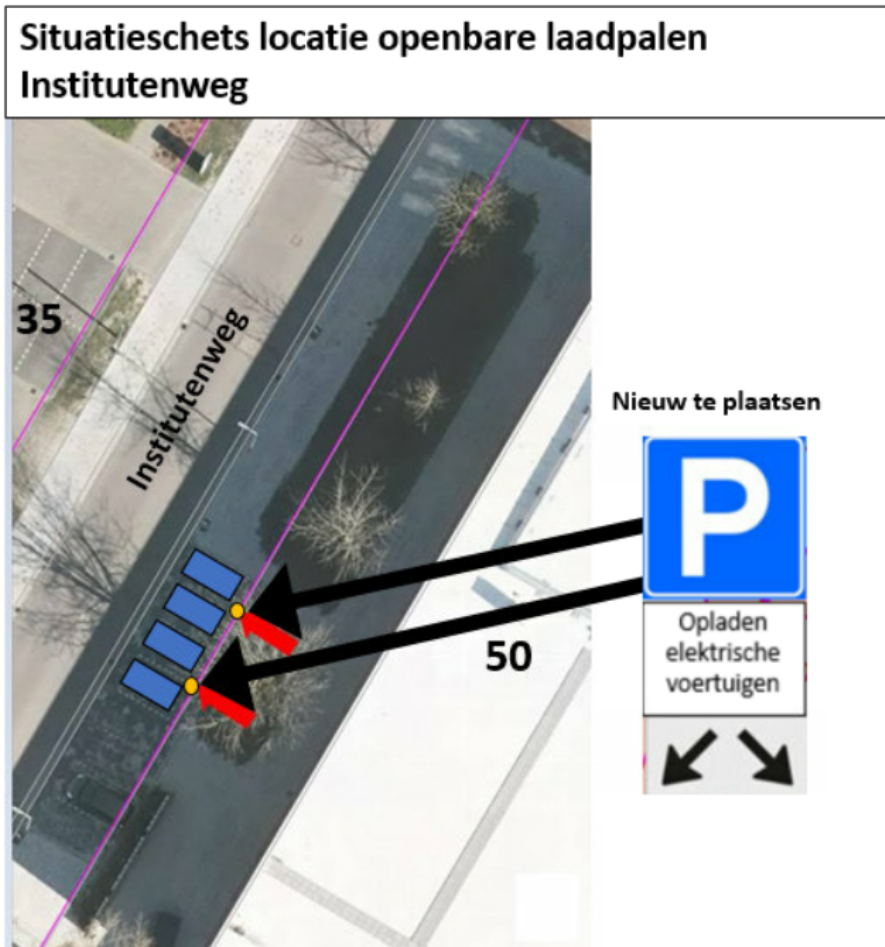 Situatieschets locatie openbare laadpalen
Institutenweg
35
Institutenweg
Nieuw te plaatsen
P
Opladen
elektrische
voertuigen
50